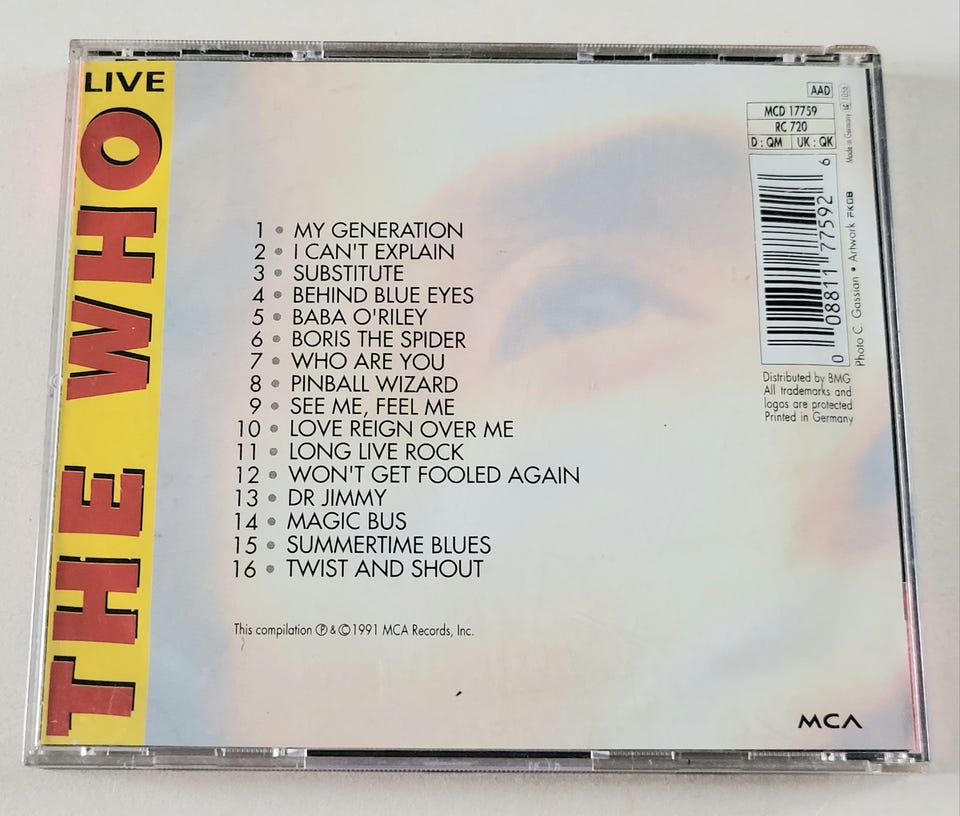 LIVE
THE WHO
1 • MY GENERATION
2 • I CAN'T EXPLAIN
3 • SUBSTITUTE
4 • BEHIND BLUE EYES
5 • BABA O'RILEY
6 • BORIS THE SPIDER
7 • WHO ARE YOU
8 • PINBALL WIZARD
9 • SEE ME, FEEL ME
10 • LOVE REIGN OVER ME
11 • LONG LIVE ROCK
12 • WON'T GET FOOLED AGAIN
13 • DR JIMMY
14 • MAGIC BUS
15 • SUMMERTIME BLUES
16 • TWIST AND SHOUT
This compilation ℗ & © 1991 MCA Records, Inc.
AAD
MCD 17759
RC 720
D : QM UK : QK
Made in Germany
0 08811 77592 6
Photo C. Gassian • Artwork
Distributed by BMG
All trademarks and
logos are protected
Printed in Germany
MCA